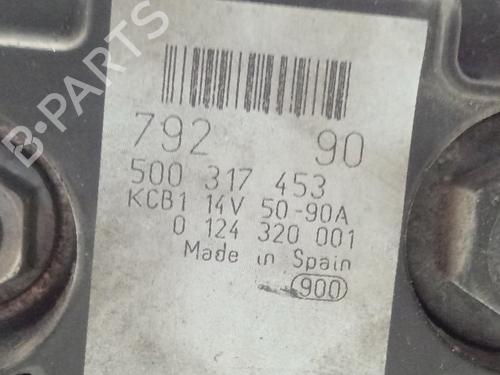 792 90
500 317 453
KCB1 14V 50-90A
0 124 320 001
Made in Spain
900
B-PARTS